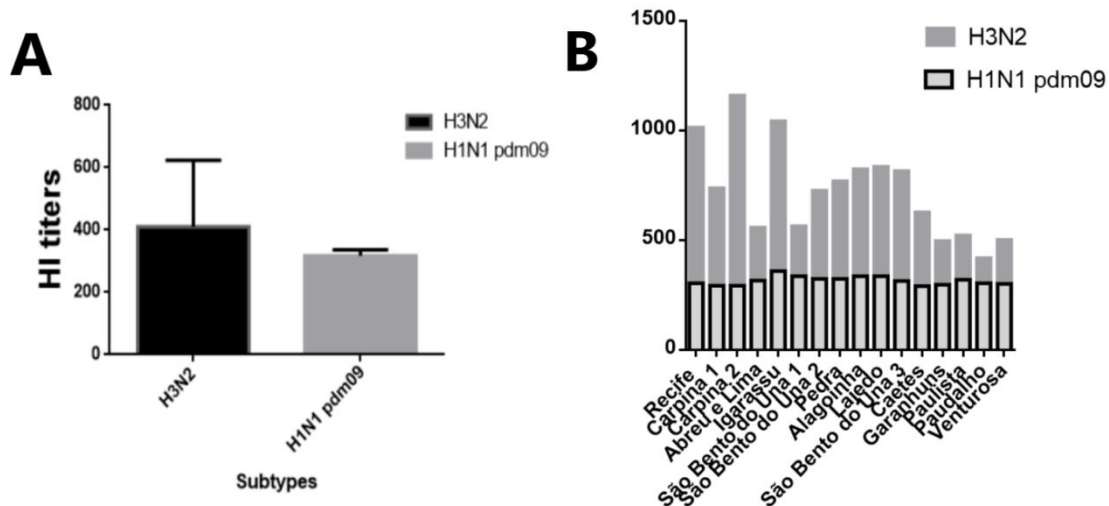 A
800
600
400
200
0
HI titers
H3N2
H1N1 pdm09
H3N2
H1N1 pdm09
Subtypes
B
1500
1000
500
0
H3N2
H1N1 pdm09
Recife
Carpina 1
Carpina 2
Abreu e Lima
Igarassu
São Bento do Una 1
São Bento do Una 2
Pedra
Alagoinha
Lajedo
São Bento do Una 3
Caetés
Garanhuns
Paulista
Paudalho
Venturosa